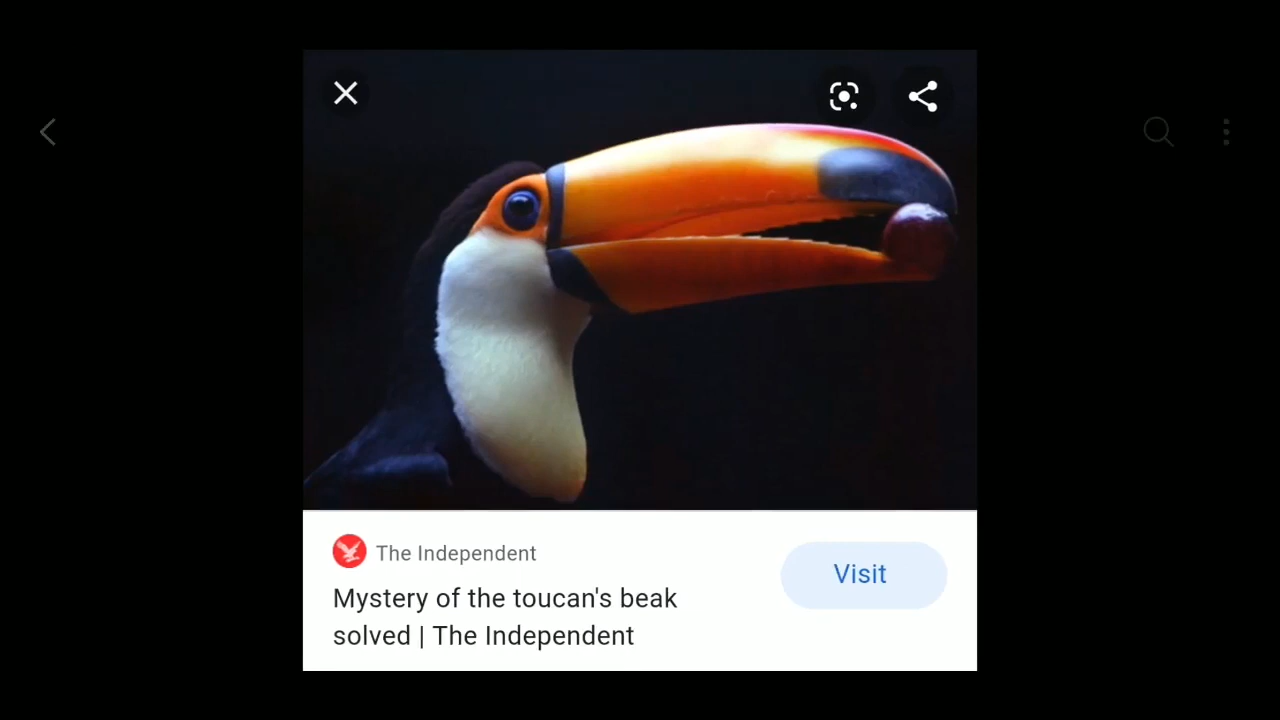 The Independent
Visit
Mystery of the toucan's beak
solved | The Independent